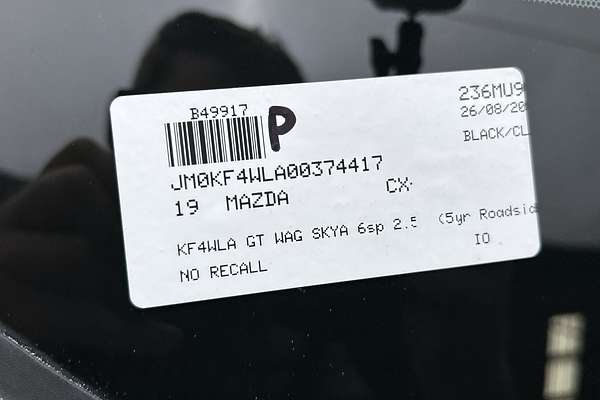 B49917
P
236MU9
26/08/20
BLACK/CL
JM0KF4WLA00374417
19 MAZDA CX-
KF4WLA GT WAG SKYA 6sp 2.5 (5yr Roadsid
NO RECALL IO